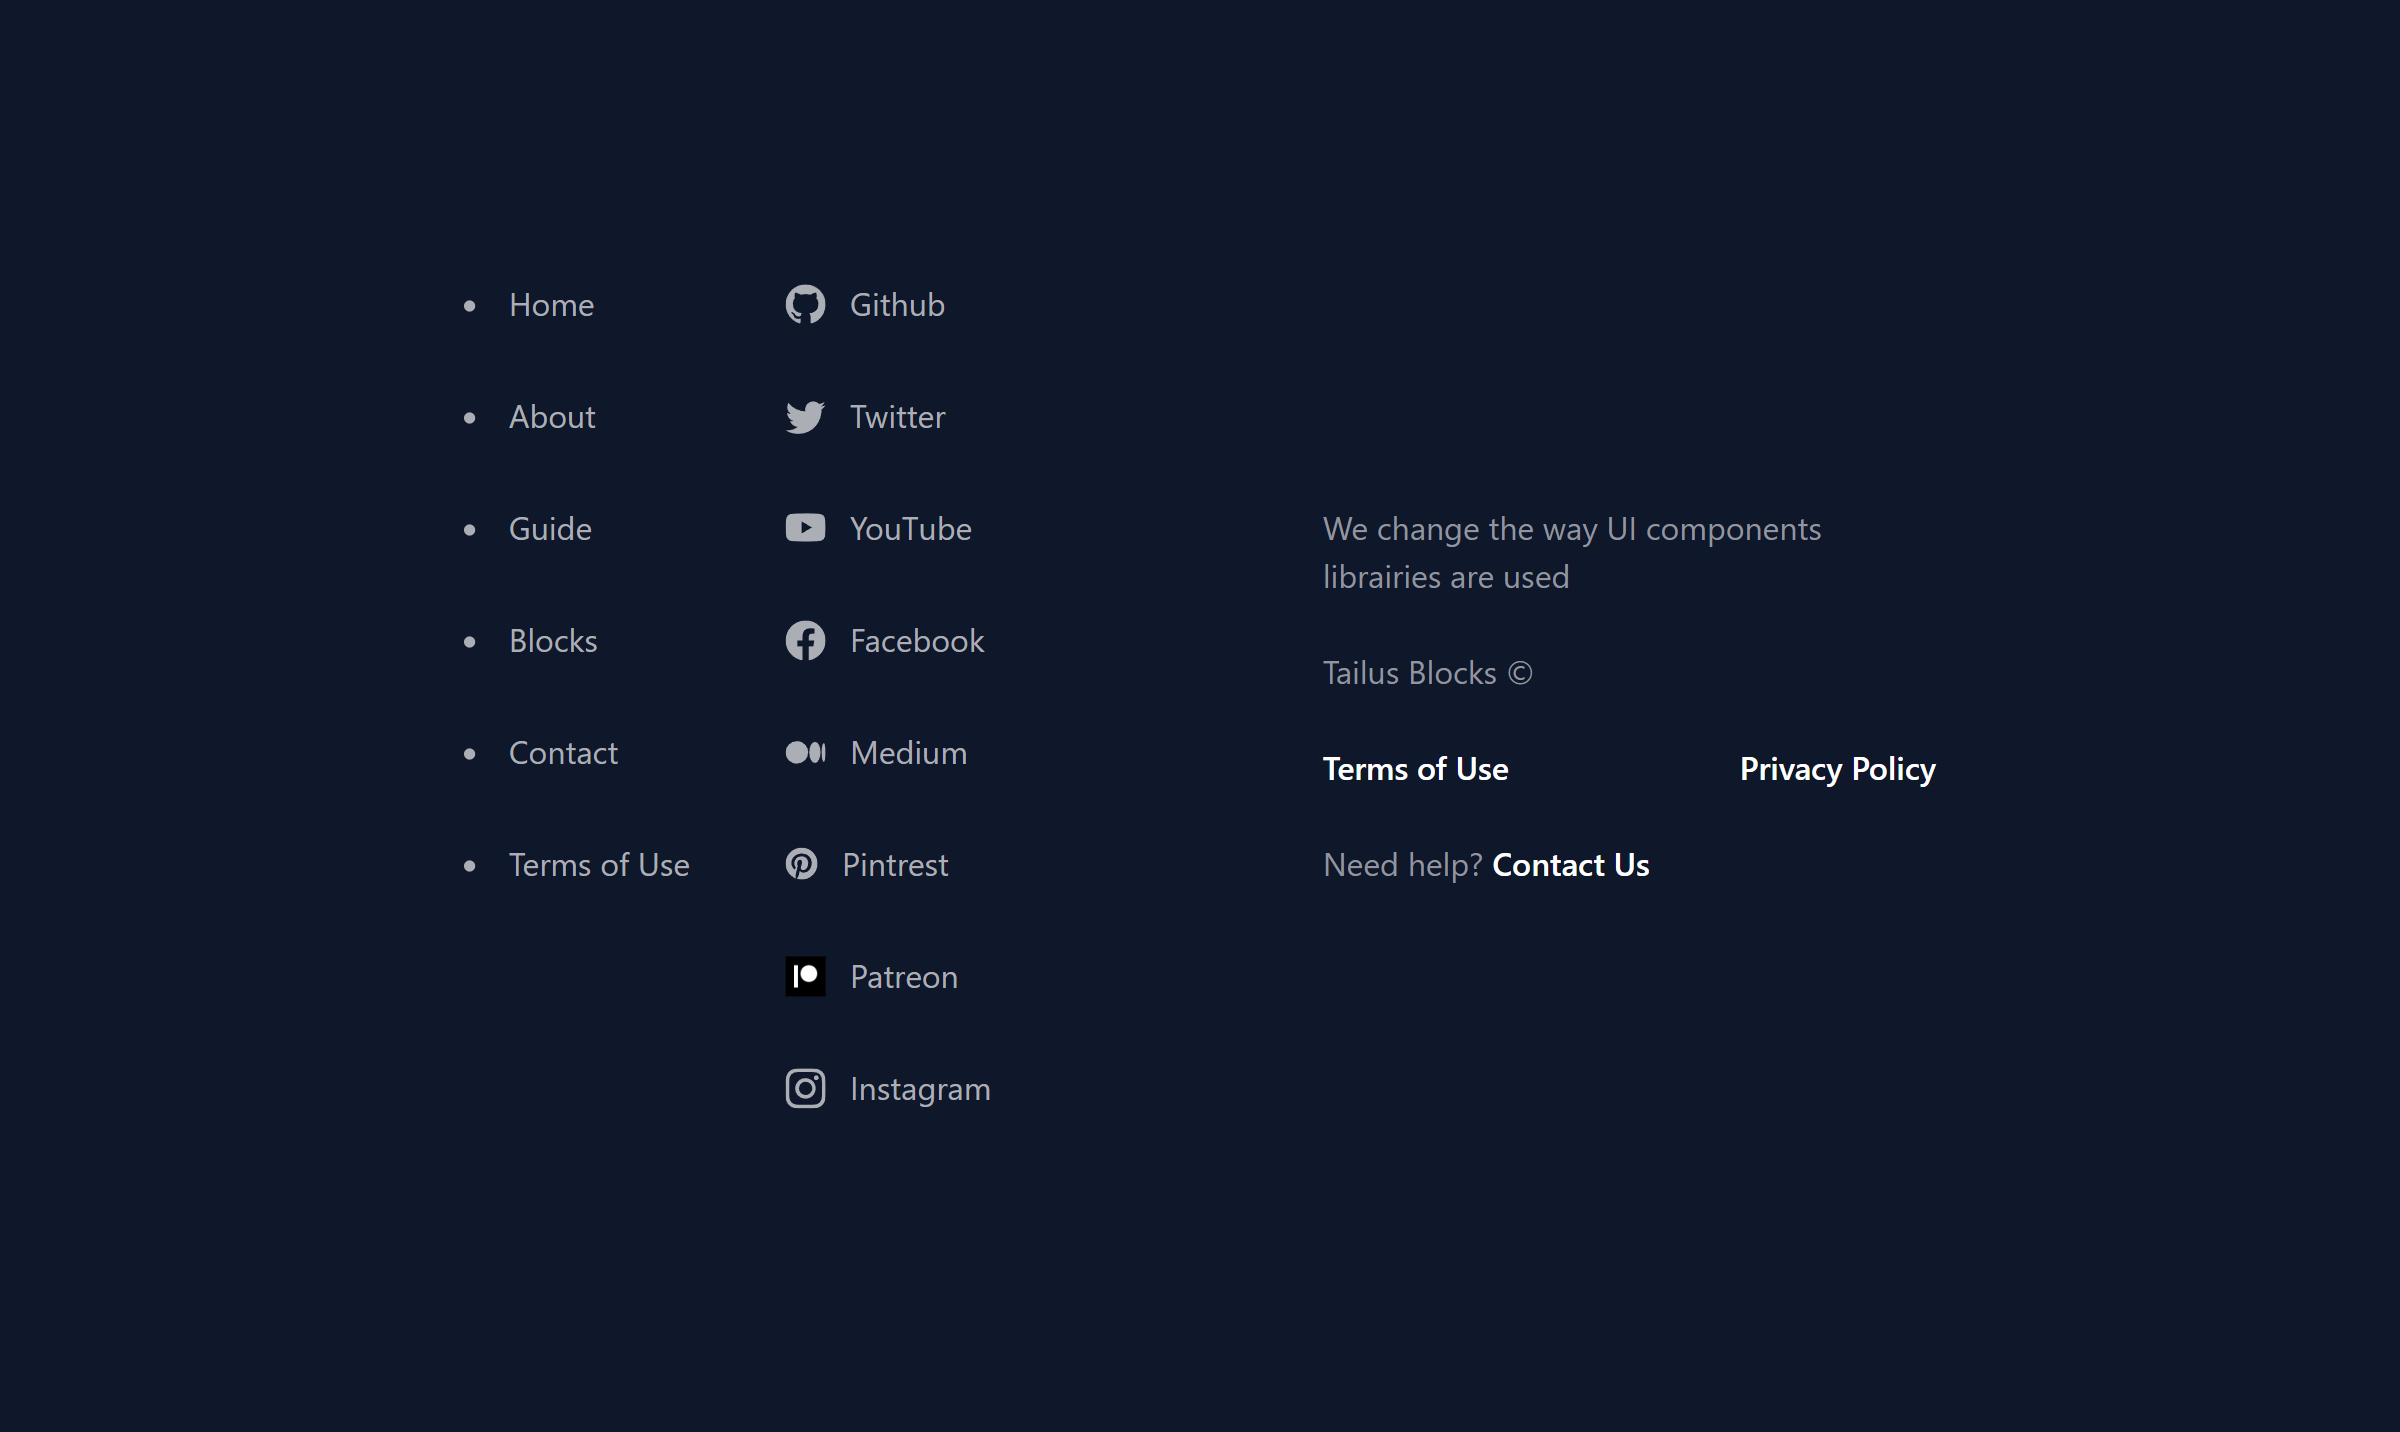 Home
About
Guide
Blocks
Contact
Terms of Use
Github
Twitter
YouTube
Facebook
Medium
Pintrest
Patreon
Instagram
We change the way UI components
librairies are used
Tailus Blocks ©
Terms of Use
Privacy Policy
Need help? Contact Us